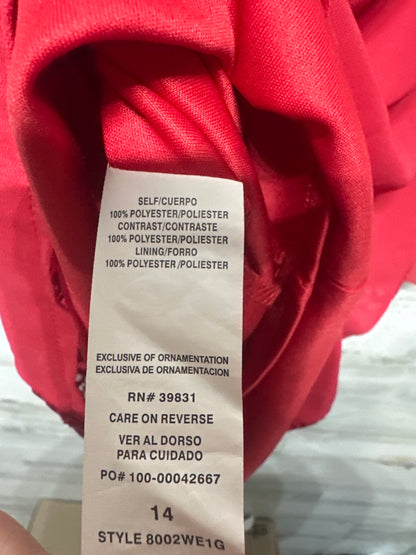 SELF/CUERPO
100% POLYESTER/POLIESTER
CONTRAST/CONTRASTE
100% POLYESTER/POLIESTER
LINING/FORRO
100% POLYESTER/POLIESTER
EXCLUSIVE OF ORNAMENTATION
EXCLUSIVA DE ORNAMENTACION
RN# 39831
CARE ON REVERSE
VER AL DORSO
PARA CUIDADO
PO# 100-00042667
14
STYLE 8002WE1G